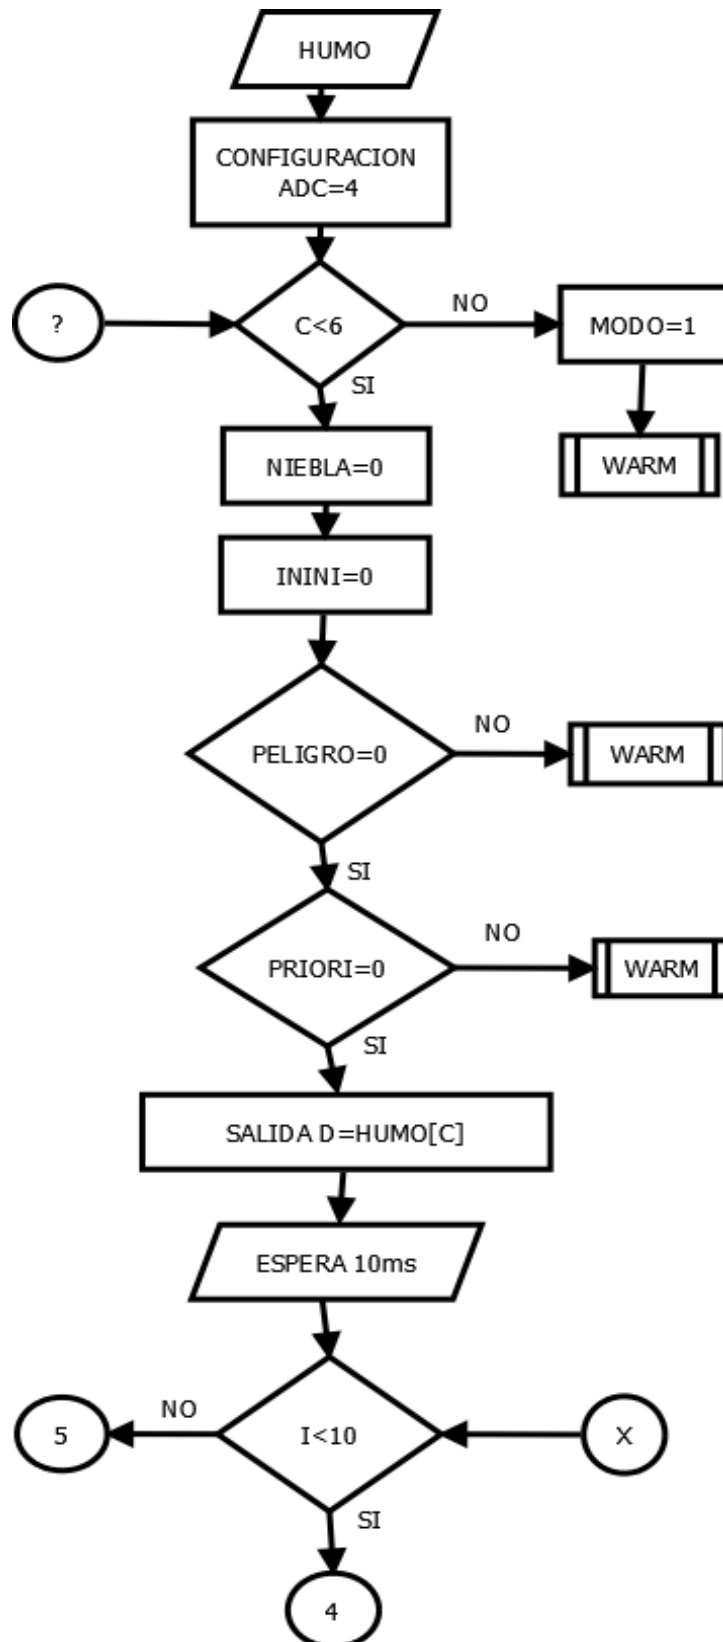 HUMO
CONFIGURACION
ADC=4
?
C<6
NO
MODO=1
SI
WARM
NIEBLA=0
ININI=0
PELIGRO=0
NO
WARM
SI
PRIORI=0
NO
WARM
SI
SALIDA D=HUMO[C]
ESPERA 10ms
5
NO
I<10
X
SI
4